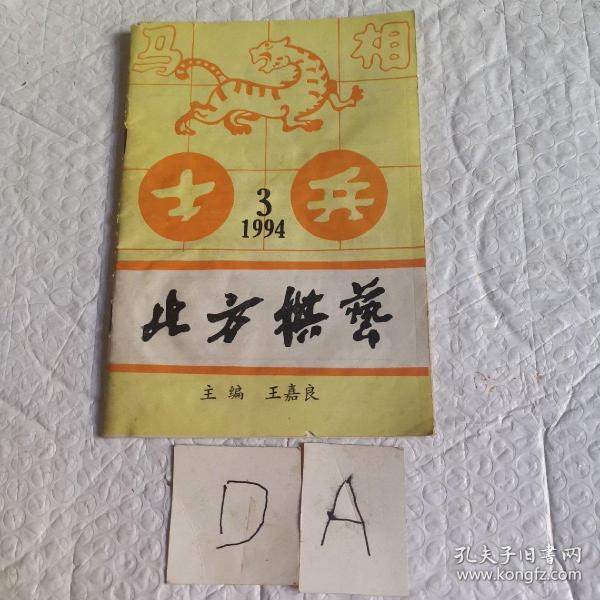 马 相
士 兵
3
1994
北方棋艺
主编 王嘉良
D A
孔夫子旧书网
www.kongfz.com